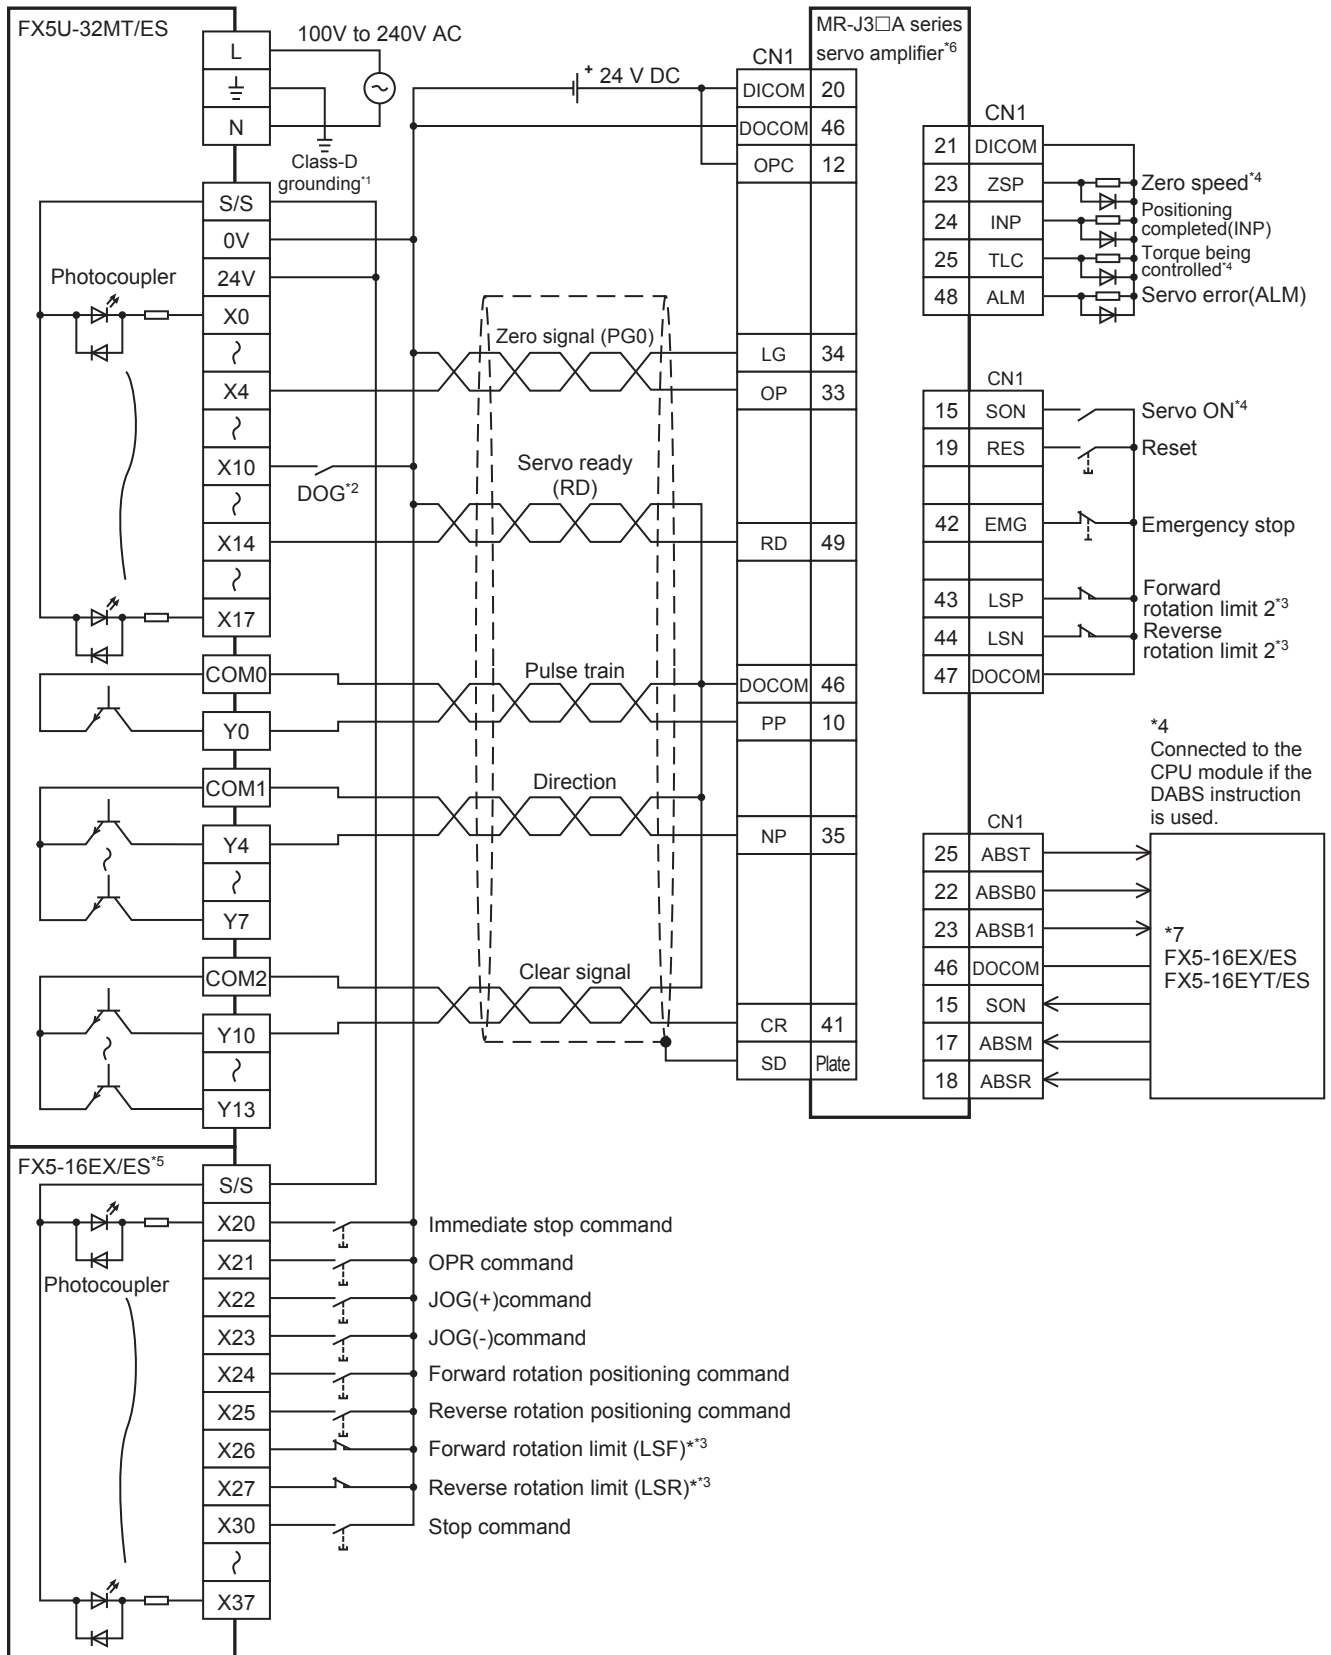 FX5U-32MT/ES
L
N
100V to 240V AC
Class-D
grounding*1
S/S
0V
24V
X0
X4
X10
X14
X17
Photocoupler
DOG*2
COM0
Y0
COM1
Y4
Y7
COM2
Y10
Y13
+ 24 V DC
Zero signal (PG0)
Servo ready
(RD)
Pulse train
Direction
Clear signal
MR-J3□A series
servo amplifier*6
CN1
DICOM 20
DOCOM 46
OPC 12
LG 34
OP 33
RD 49
DOCOM 46
PP 10
NP 35
CR 41
SD Plate
CN1
21 DICOM
23 ZSP Zero speed*4
24 INP Positioning
completed(INP)
25 TLC Torque being
controlled*4
48 ALM Servo error(ALM)
CN1
15 SON Servo ON*4
19 RES Reset
42 EMG Emergency stop
43 LSP Forward
rotation limit 2*3
44 LSN Reverse
rotation limit 2*3
47 DOCOM
*4
Connected to the
CPU module if the
DABS instruction
is used.
CN1
25 ABST
22 ABSB0
23 ABSB1
46 DOCOM
15 SON
17 ABSM
18 ABSR
*7
FX5-16EX/ES
FX5-16EYT/ES
FX5-16EX/ES*5
Photocoupler
S/S
X20 Immediate stop command
X21 OPR command
X22 JOG(+)command
X23 JOG(-)command
X24 Forward rotation positioning command
X25 Reverse rotation positioning command
X26 Forward rotation limit (LSF)**3
X27 Reverse rotation limit (LSR)**3
X30 Stop command
X37